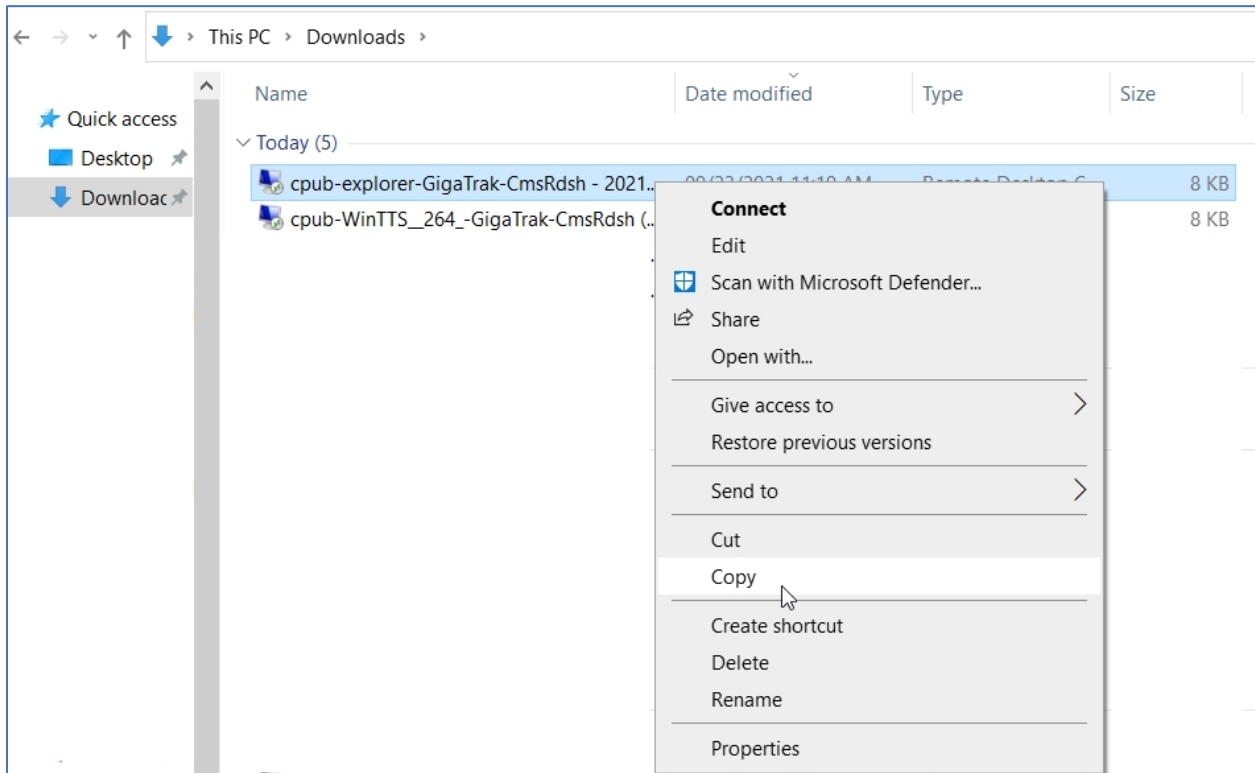 This PC > Downloads >
Name Date modified Type Size
Quick access
Desktop
Downloac
Today (5)
cpub-explorer-GigaTrak-CmsRdsh - 2021... 8 KB
cpub-WinTTS__264_-GigaTrak-CmsRdsh (... 8 KB
Connect
Edit
Scan with Microsoft Defender...
Share
Open with...
Give access to
Restore previous versions
Send to
Cut
Copy
Create shortcut
Delete
Rename
Properties